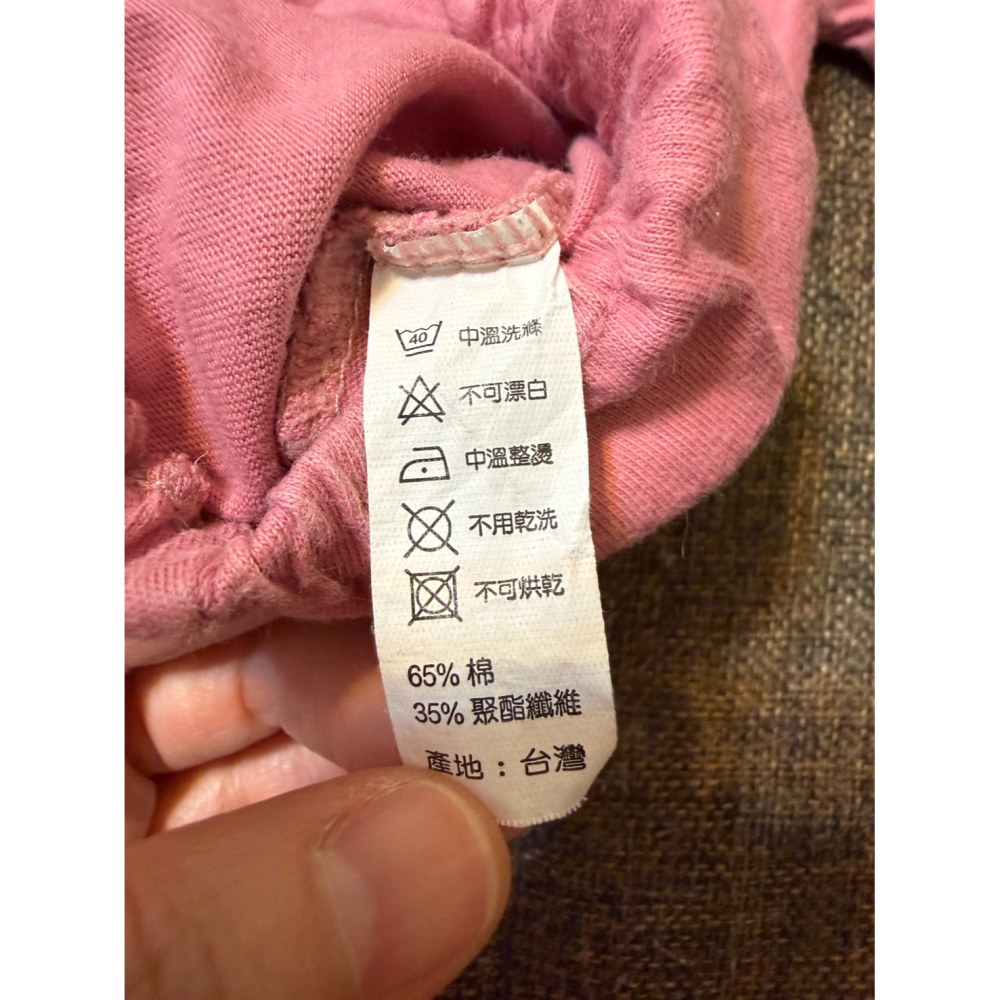 40 中溫洗滌
不可漂白
中溫整燙
不用乾洗
不可烘乾
65% 棉
35% 聚酯纖維
產地：台灣